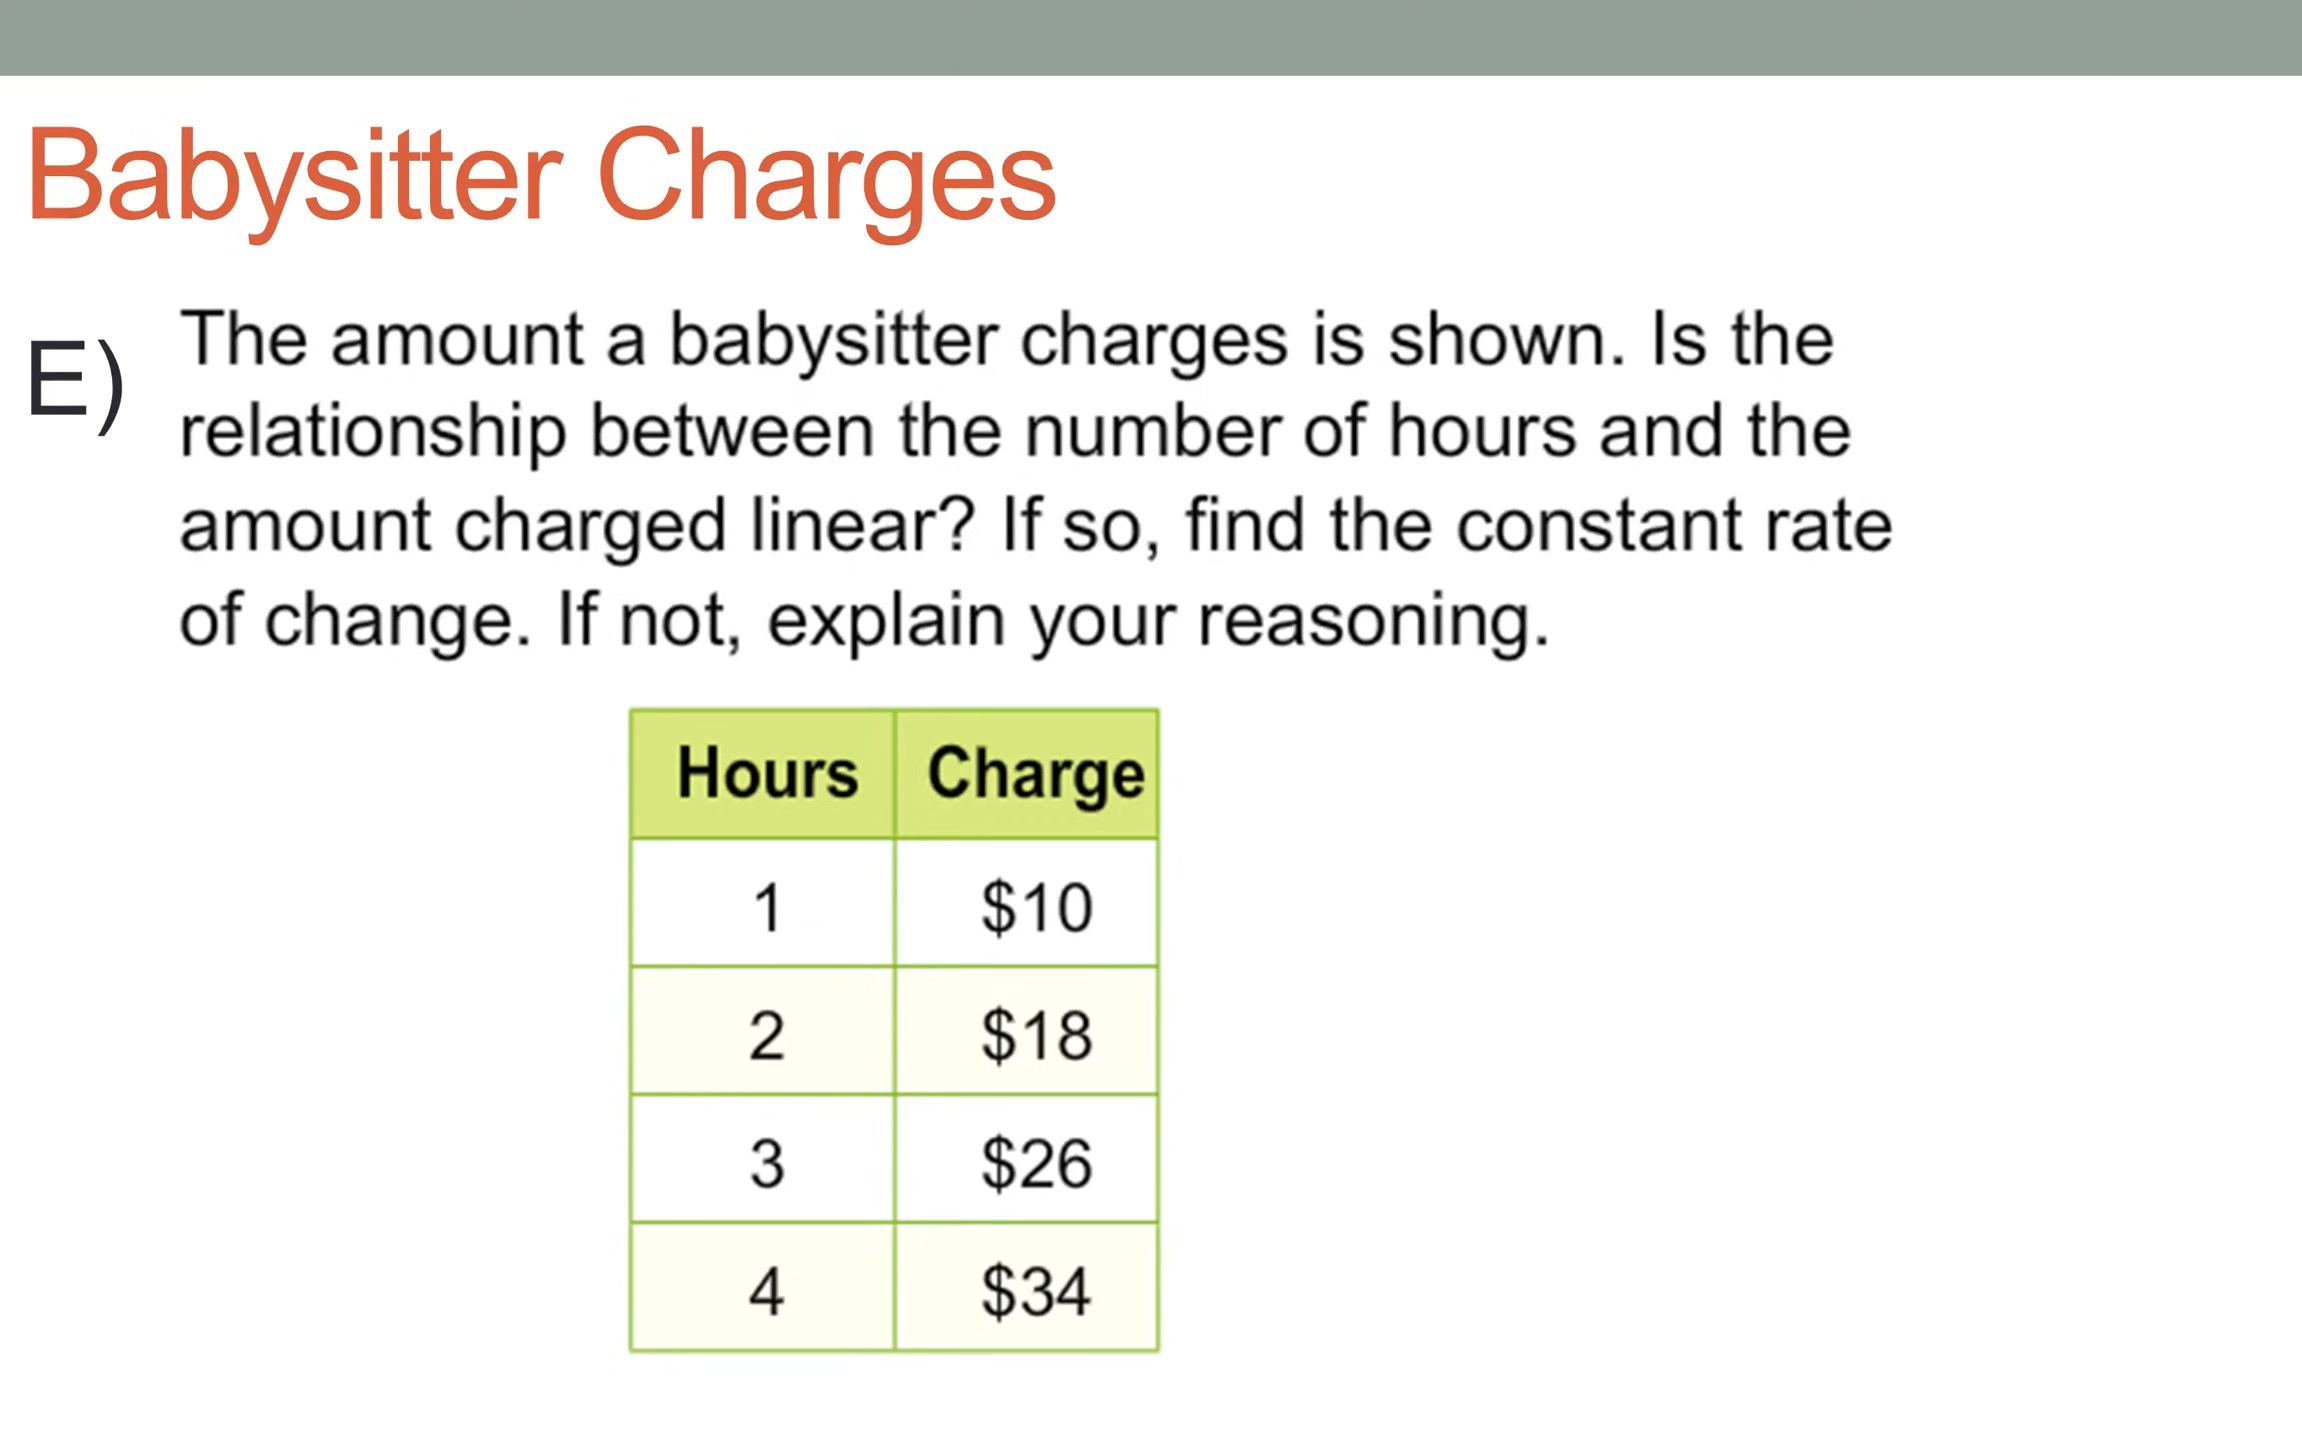 Babysitter Charges
E) The amount a babysitter charges is shown. Is the
relationship between the number of hours and the
amount charged linear? If so, find the constant rate
of change. If not, explain your reasoning.
Hours Charge
1 $10
2 $18
3 $26
4 $34